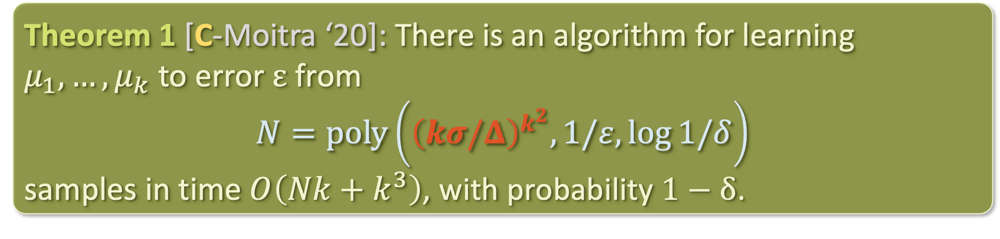 Theorem 1 [C-Moitra ‘20]: There is an algorithm for learning
μ₁, …, μₖ to error ε from
N = poly((kσ/Δ)^{k²}, 1/ε, log 1/δ)
samples in time O(Nk + k³), with probability 1 − δ.